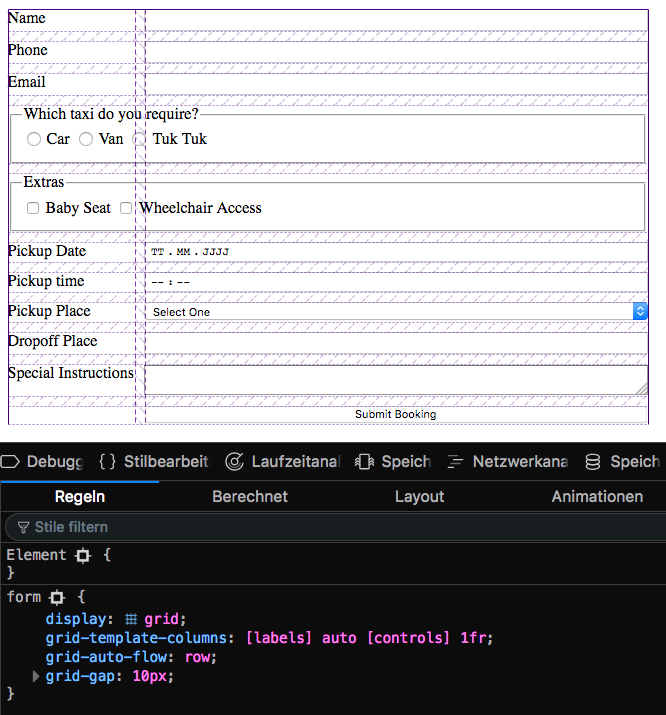 Name
Phone
Email
Which taxi do you require?
Car Van Tuk Tuk
Extras
Baby Seat Wheelchair Access
Pickup Date TT . MM . JJJJ
Pickup time -- : --
Pickup Place Select One
Dropoff Place
Special Instructions
Submit Booking
Debugg {} Stilbearbeit Laufzeitanal Speich Netzwerkana Speich
Regeln Berechnet Layout Animationen
Stile filtern
Element {
}
form {
display: grid;
grid-template-columns: [labels] auto [controls] 1fr;
grid-auto-flow: row;
grid-gap: 10px;
}